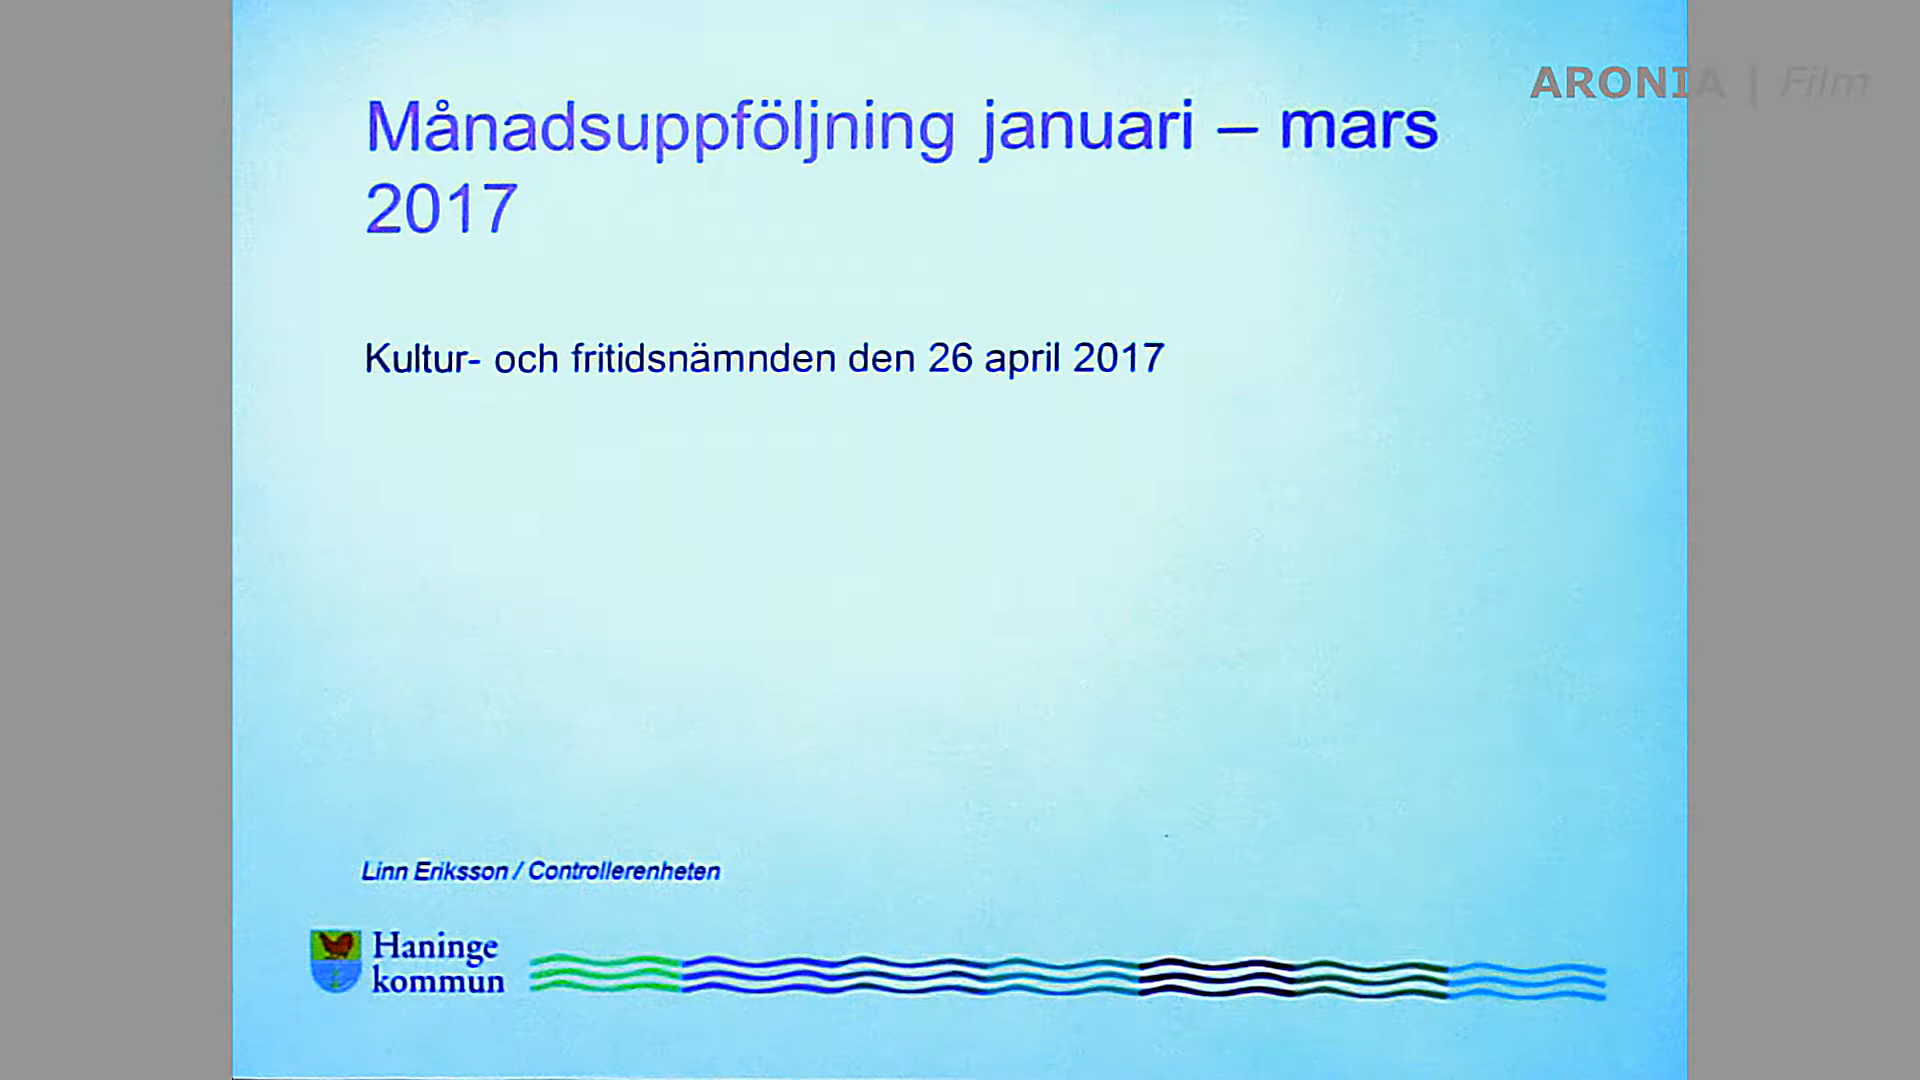 ARONIA | Film
Månadsuppföljning januari – mars
2017
Kultur- och fritidsnämnden den 26 april 2017
Linn Eriksson / Controllerenheten
Haninge
kommun